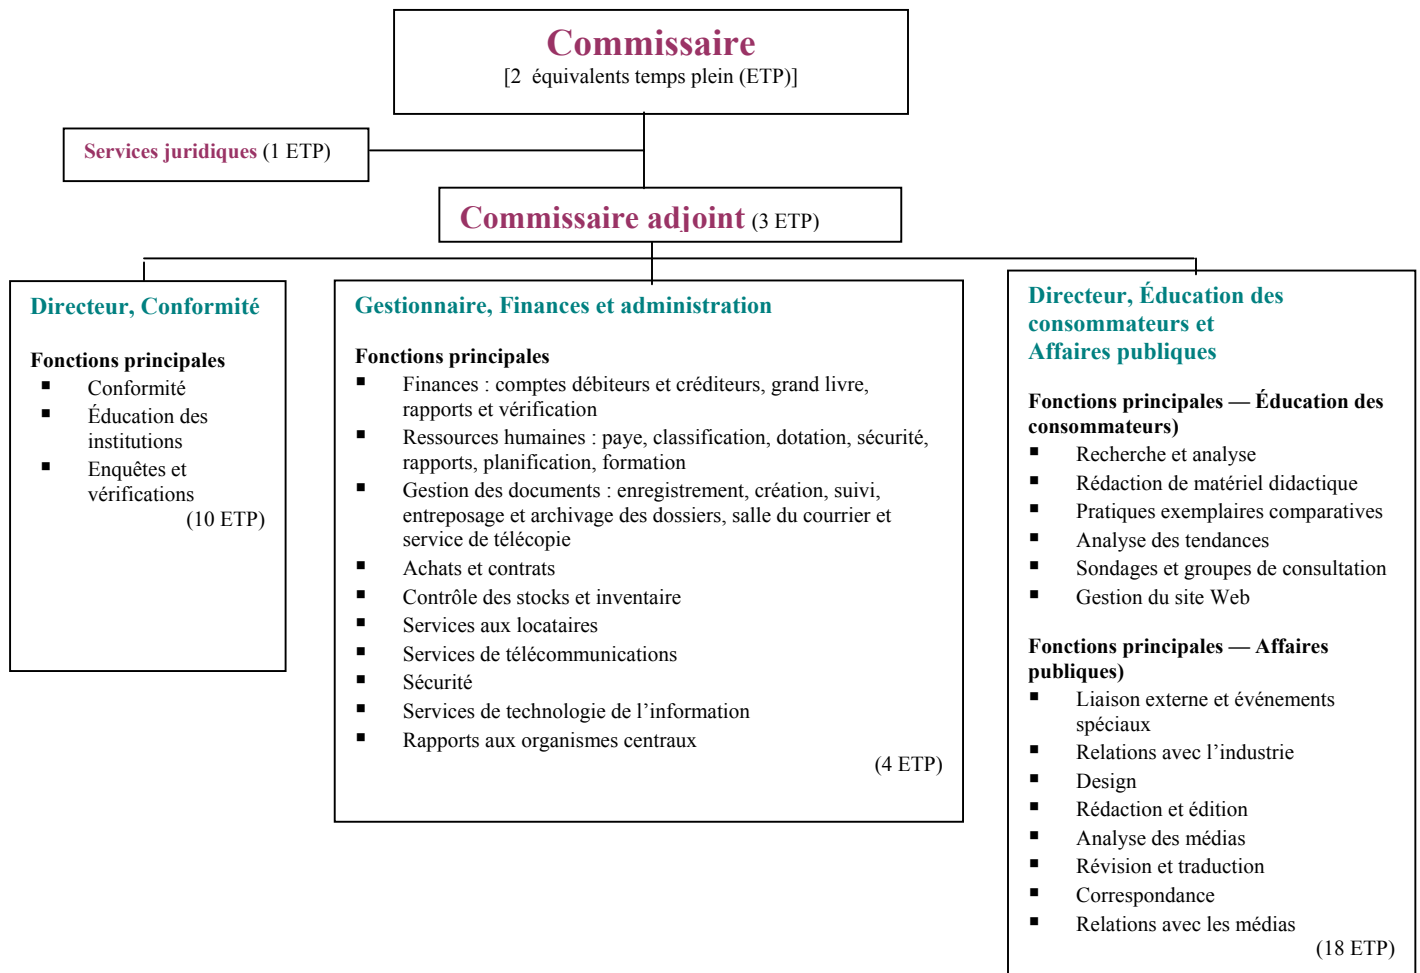 Commissaire
[2 équivalents temps plein (ETP)]
Services juridiques (1 ETP)
Commissaire adjoint (3 ETP)
Directeur, Conformité
Fonctions principales
▪ Conformité
▪ Éducation des
institutions
▪ Enquêtes et
vérifications
(10 ETP)
Gestionnaire, Finances et administration
Fonctions principales
▪ Finances : comptes débiteurs et créditeurs, grand livre,
rapports et vérification
▪ Ressources humaines : paye, classification, dotation, sécurité,
rapports, planification, formation
▪ Gestion des documents : enregistrement, création, suivi,
entreposage et archivage des dossiers, salle du courrier et
service de télécopie
▪ Achats et contrats
▪ Contrôle des stocks et inventaire
▪ Services aux locataires
▪ Services de télécommunications
▪ Sécurité
▪ Services de technologie de l’information
▪ Rapports aux organismes centraux
(4 ETP)
Directeur, Éducation des
consommateurs et
Affaires publiques
Fonctions principales — Éducation des
consommateurs)
▪ Recherche et analyse
▪ Rédaction de matériel didactique
▪ Pratiques exemplaires comparatives
▪ Analyse des tendances
▪ Sondages et groupes de consultation
▪ Gestion du site Web
Fonctions principales — Affaires
publiques)
▪ Liaison externe et événements
spéciaux
▪ Relations avec l’industrie
▪ Design
▪ Rédaction et édition
▪ Analyse des médias
▪ Révision et traduction
▪ Correspondance
▪ Relations avec les médias
(18 ETP)